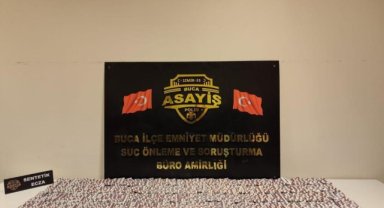 İZMİR 35
BUCA
ASAYİŞ
POLİS
BUCA İLÇE EMNİYET MÜDÜRLÜĞÜ
SUÇ ÖNLEME VE SORUŞTURMA
BÜRO AMİRLİĞİ
SENTETİK
ECZA